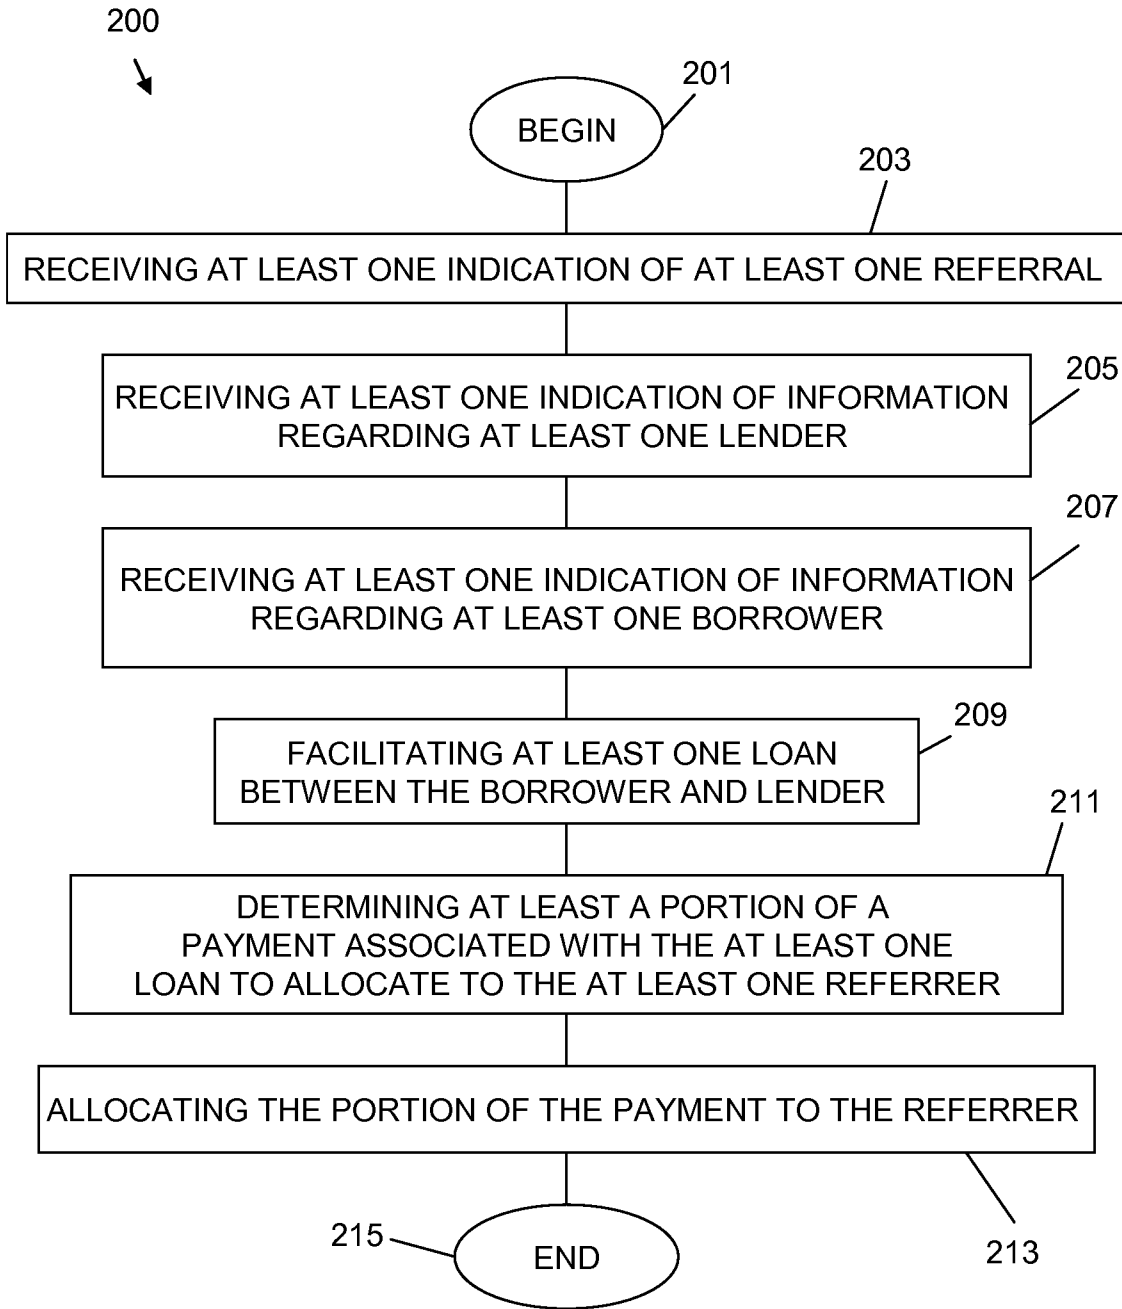 200
201
BEGIN
203
RECEIVING AT LEAST ONE INDICATION OF AT LEAST ONE REFERRAL
205
RECEIVING AT LEAST ONE INDICATION OF INFORMATION
REGARDING AT LEAST ONE LENDER
207
RECEIVING AT LEAST ONE INDICATION OF INFORMATION
REGARDING AT LEAST ONE BORROWER
209
FACILITATING AT LEAST ONE LOAN
BETWEEN THE BORROWER AND LENDER
211
DETERMINING AT LEAST A PORTION OF A
PAYMENT ASSOCIATED WITH THE AT LEAST ONE
LOAN TO ALLOCATE TO THE AT LEAST ONE REFERRER
ALLOCATING THE PORTION OF THE PAYMENT TO THE REFERRER
213
215
END